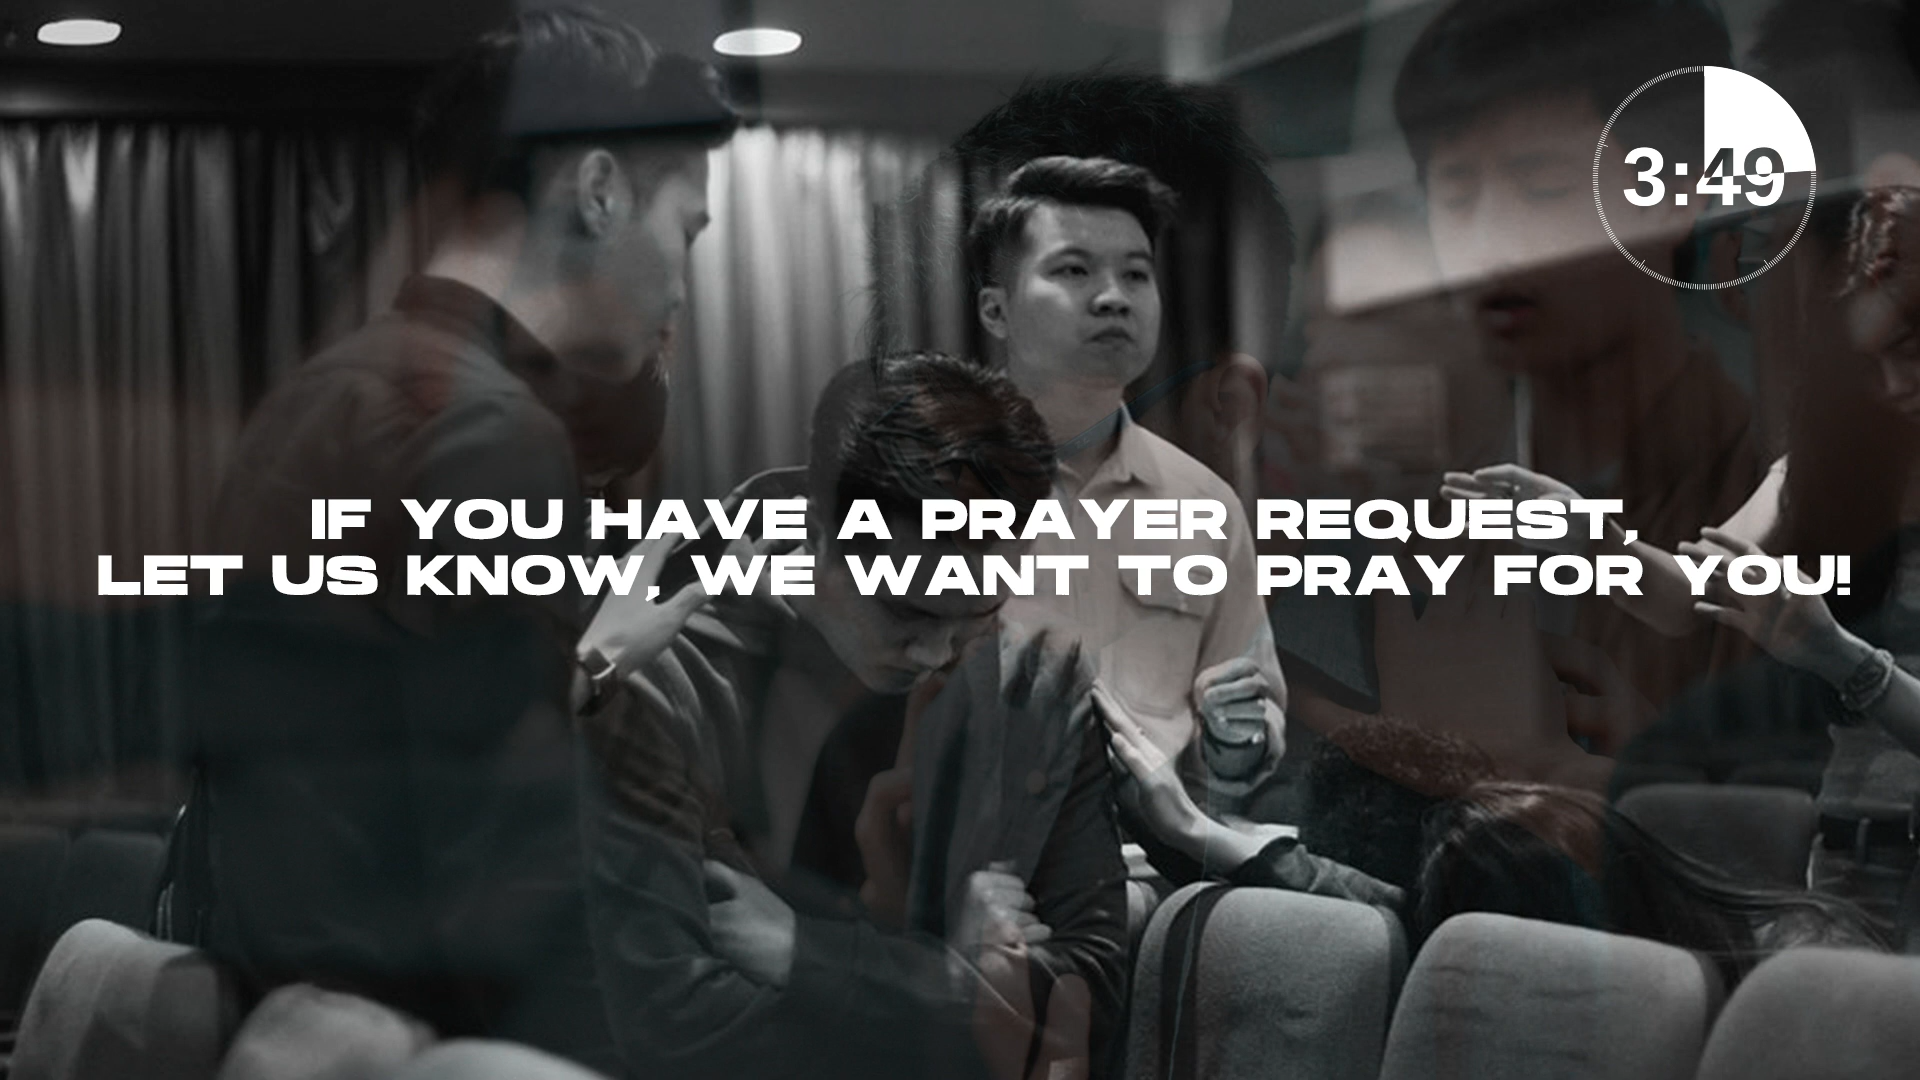 3:49
IF YOU HAVE A PRAYER REQUEST,
LET US KNOW, WE WANT TO PRAY FOR YOU!